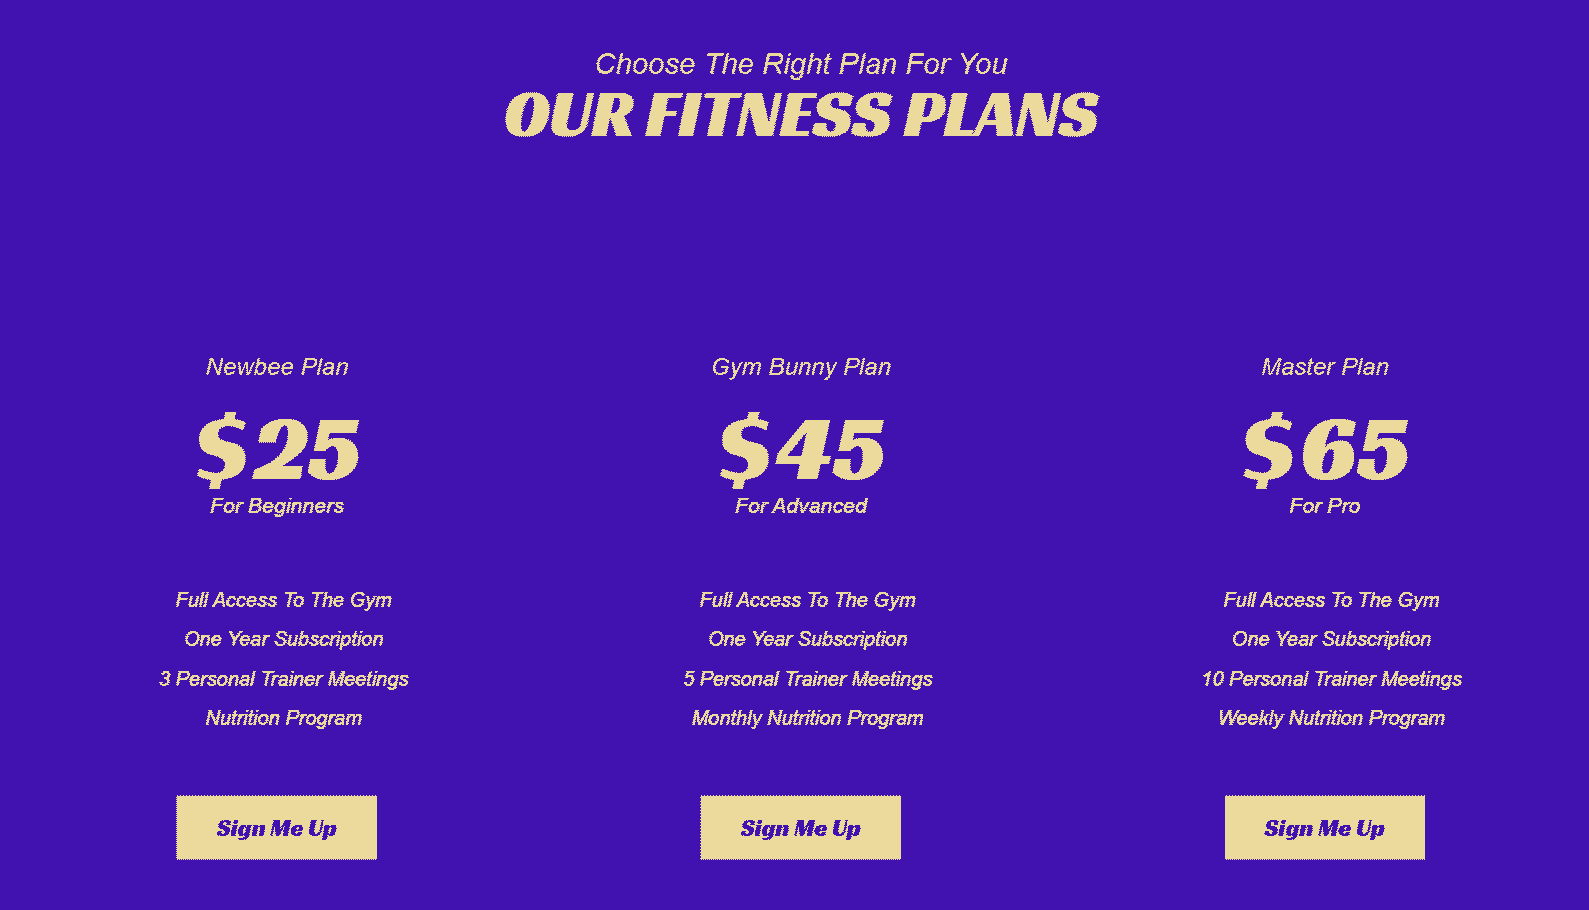 Choose The Right Plan For You
OUR FITNESS PLANS
Newbee Plan
$25
For Beginners
Full Access To The Gym
One Year Subscription
3 Personal Trainer Meetings
Nutrition Program
Sign Me Up
Gym Bunny Plan
$45
For Advanced
Full Access To The Gym
One Year Subscription
5 Personal Trainer Meetings
Monthly Nutrition Program
Sign Me Up
Master Plan
$65
For Pro
Full Access To The Gym
One Year Subscription
10 Personal Trainer Meetings
Weekly Nutrition Program
Sign Me Up